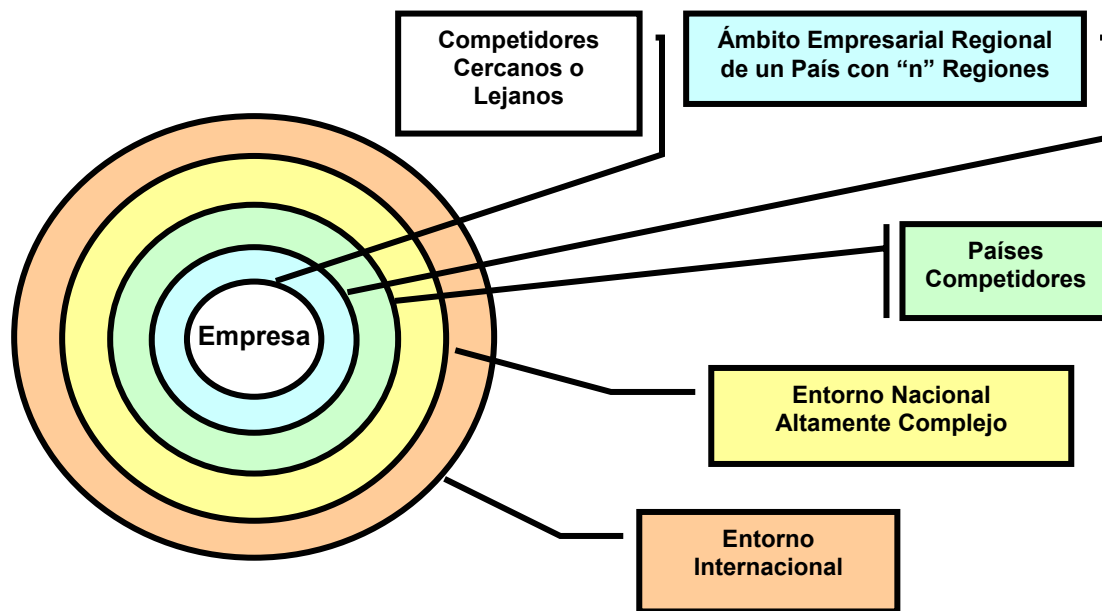 Competidores
Cercanos o
Lejanos
Ámbito Empresarial Regional
de un País con “n” Regiones
Países
Competidores
Empresa
Entorno Nacional
Altamente Complejo
Entorno
Internacional